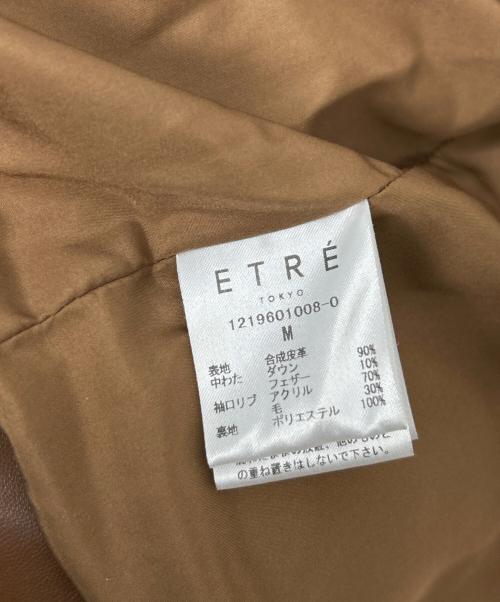 ETRÉ
TOKYO
1219601008-0
M
表地 合成皮革
中わた ダウン 90%
フェザー 10%
袖口リブ アクリル 70%
毛 30%
裏地 ポリエステル 100%
の重ね置きはしないで下さい。